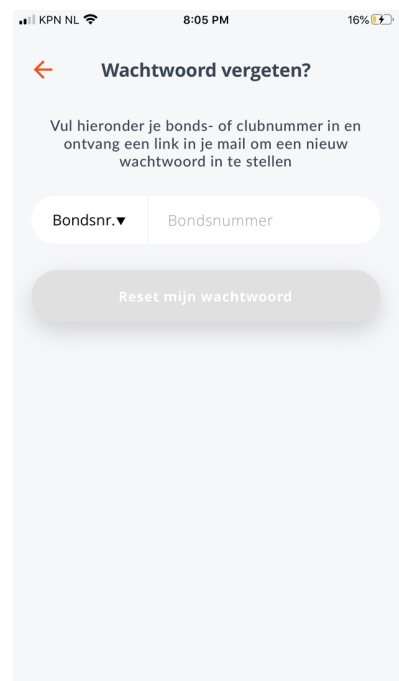 KPN NL 8:05 PM 16%
Wachtwoord vergeten?
Vul hieronder je bonds- of clubnummer in en
ontvang een link in je mail om een nieuw
wachtwoord in te stellen
Bondsnr.▼ Bondsnummer
Reset mijn wachtwoord